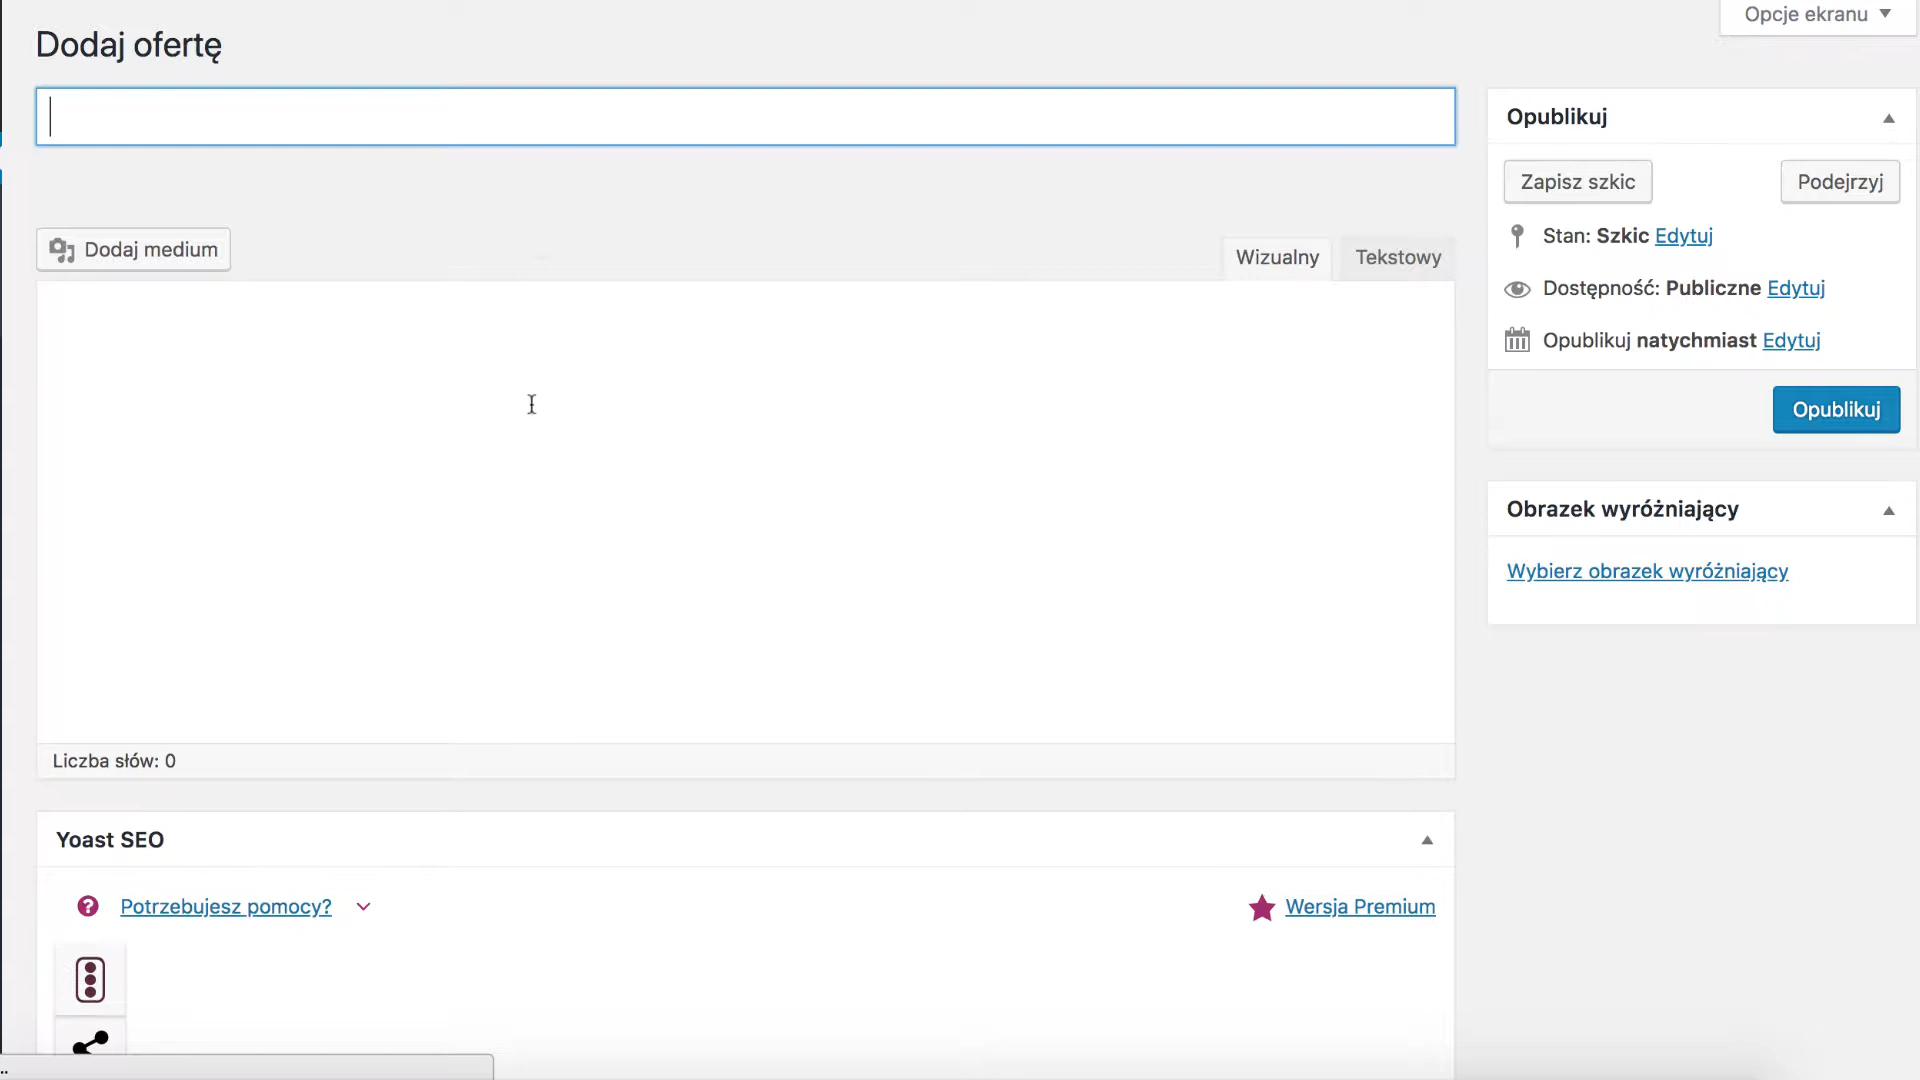 Opcje ekranu
Dodaj ofertę
Opublikuj
Zapisz szkic
Podejrzyj
Stan: Szkic Edytuj
Dostępność: Publiczne Edytuj
Opublikuj natychmiast Edytuj
Opublikuj
Dodaj medium
Wizualny
Tekstowy
Liczba słów: 0
Obrazek wyróżniający
Wybierz obrazek wyróżniający
Yoast SEO
Potrzebujesz pomocy?
Wersja Premium
..